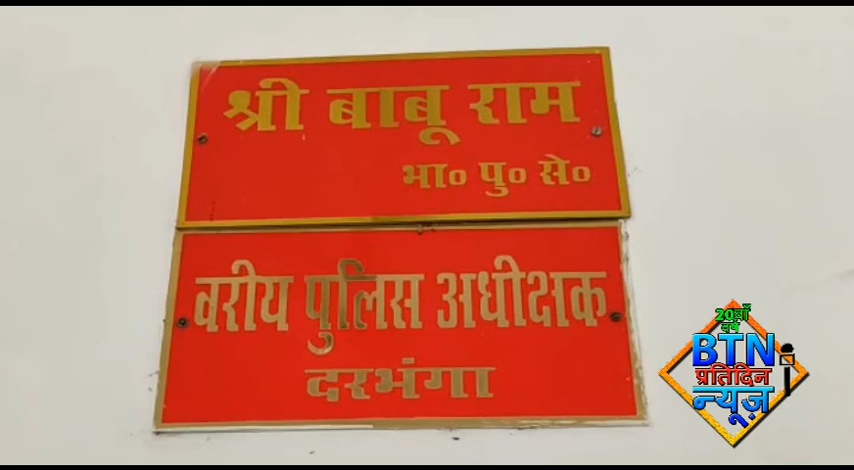 श्री बाबू राम
भा० पु० से०
वरीय पुलिस अधीक्षक
दरभंगा
20वाँ
वर्ष
BTN
प्रतिदिन
न्यूज़